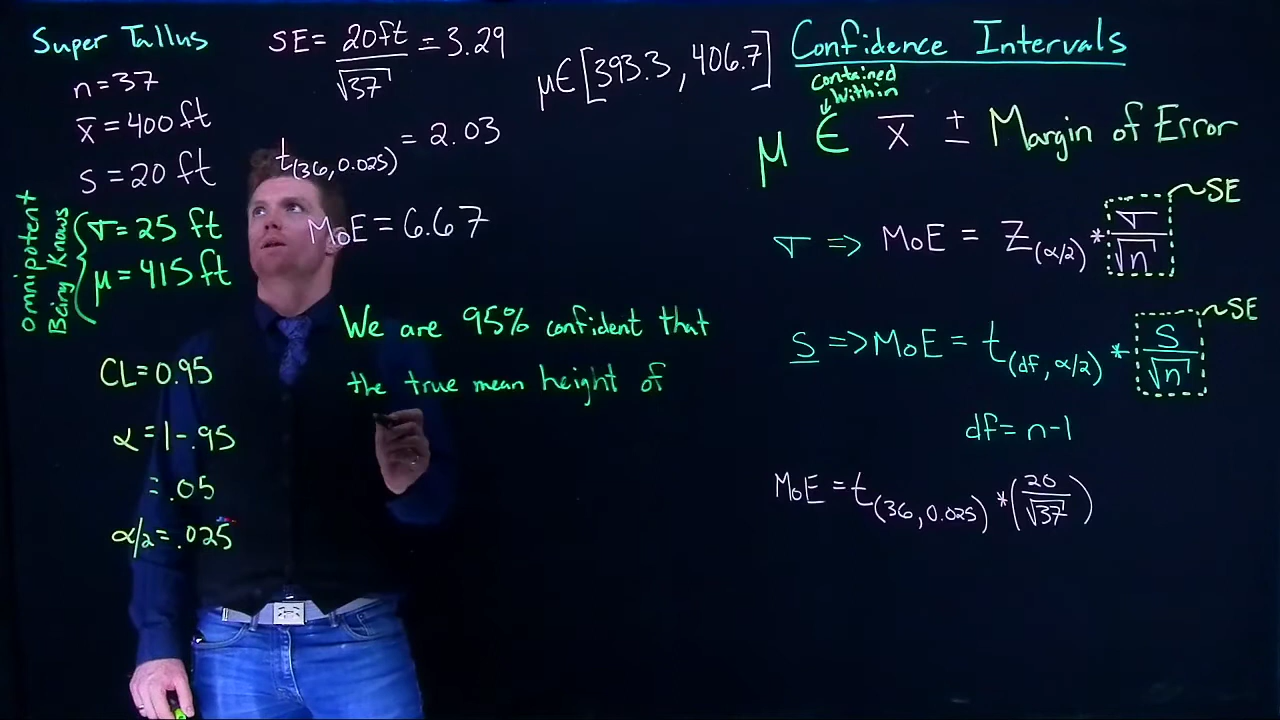 Super Tallus
n=37
x̄ = 400 ft
s = 20 ft
Omnipotent
Being Knows
σ = 25 ft
μ = 415 ft
CL=0.95
α = 1-.95
= .05
α/2 = .025
SE = 20ft/√37 = 3.29
t(36, 0.025) = 2.03
MoE = 6.67
μ ∈ [393.3, 406.7]
We are 95% confident that
the true mean height of
Confidence Intervals
contained
within
μ ∈ x̄ ± Margin of Error
σ => MoE = Z(α/2) * σ/√n ~SE
s => MoE = t(df, α/2) * s/√n ~SE
df = n-1
MoE = t(36, 0.025) * (20/√37)